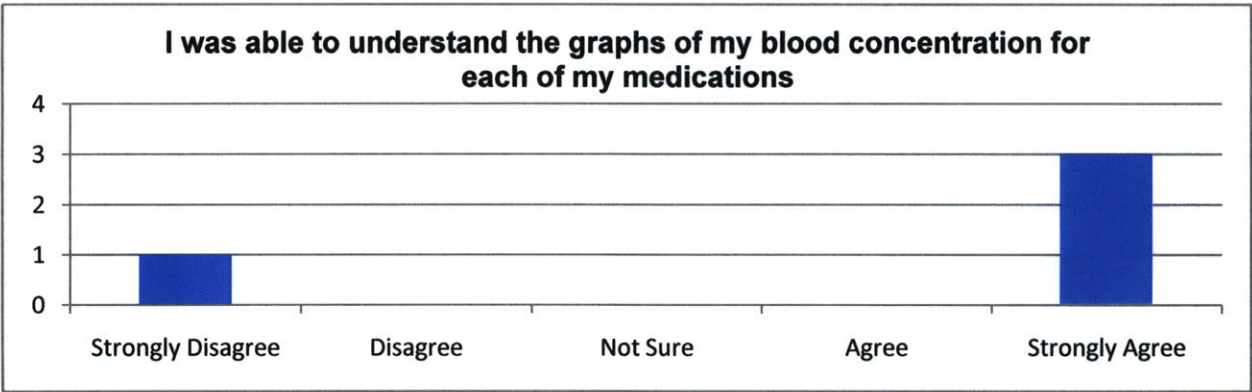 I was able to understand the graphs of my blood concentration for
each of my medications
4
3
2
1
0
Strongly Disagree Disagree Not Sure Agree Strongly Agree